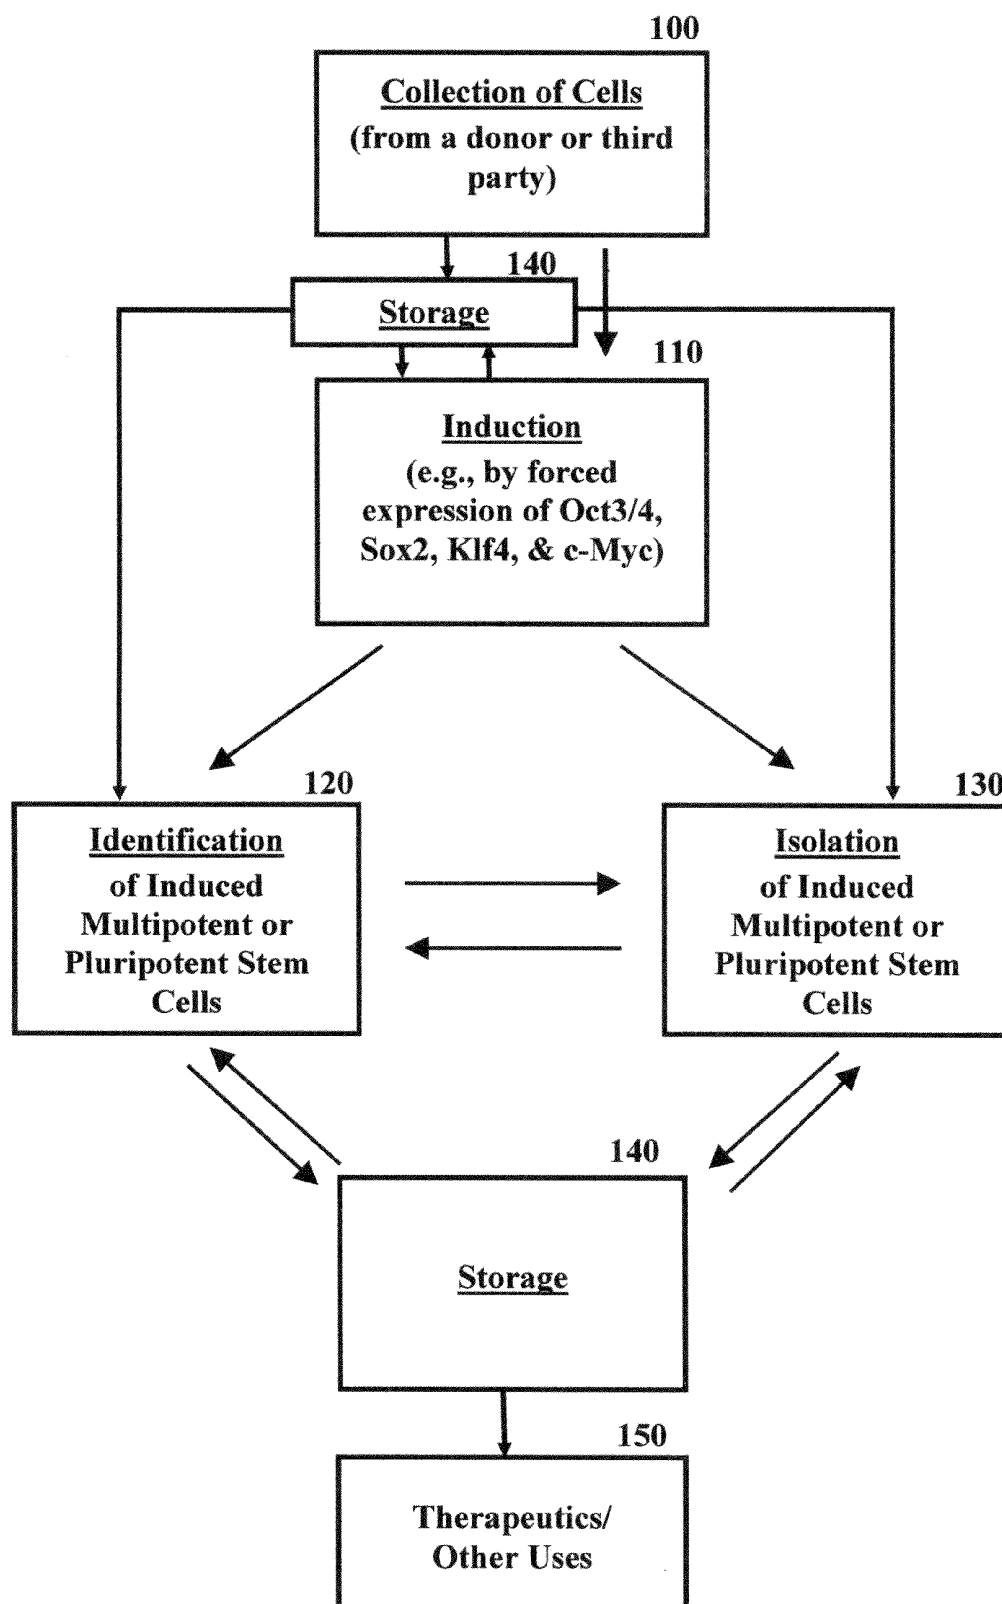 100
Collection of Cells
(from a donor or third
party)
140
Storage
110
Induction
(e.g., by forced
expression of Oct3/4,
Sox2, Klf4, & c-Myc)
120
Identification
of Induced
Multipotent or
Pluripotent Stem
Cells
130
Isolation
of Induced
Multipotent or
Pluripotent Stem
Cells
140
Storage
150
Therapeutics/
Other Uses